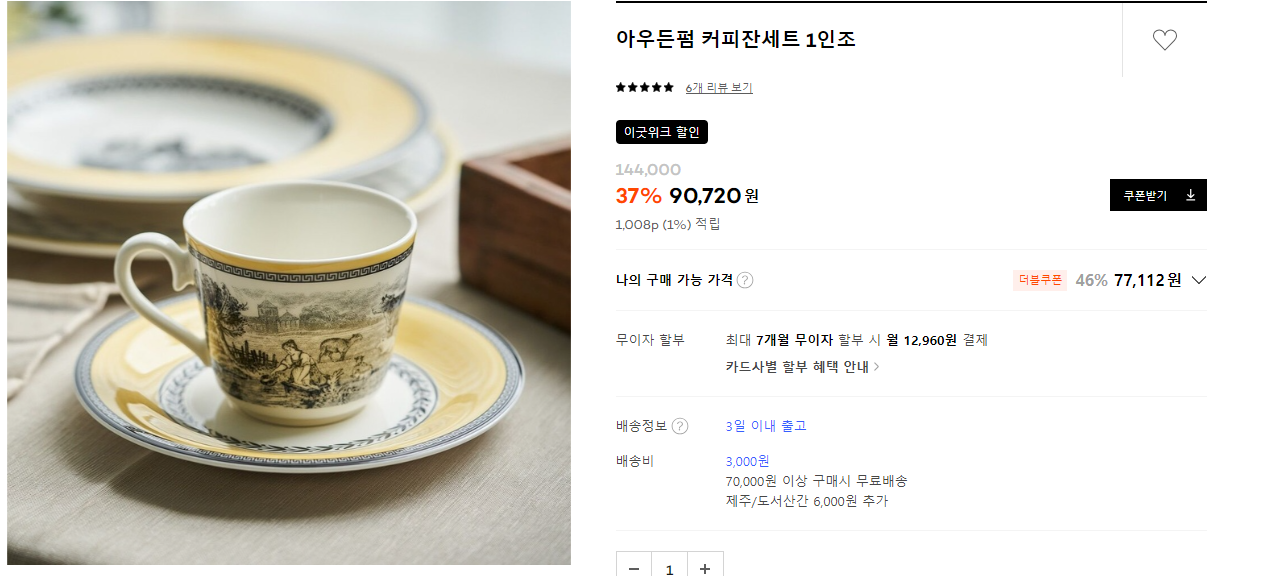 아우든펌 커피잔세트 1인조
6개 리뷰 보기
이굿위크 할인
144,000
37% 90,720원
쿠폰받기
1,008p (1%) 적립
나의 구매 가능 가격 ?
더블쿠폰 46% 77,112원
무이자 할부 최대 7개월 무이자 할부 시 월 12,960원 결제
카드사별 할부 혜택 안내 >
배송정보 ? 3일 이내 출고
배송비 3,000원
70,000원 이상 구매시 무료배송
제주/도서산간 6,000원 추가
− 1 +